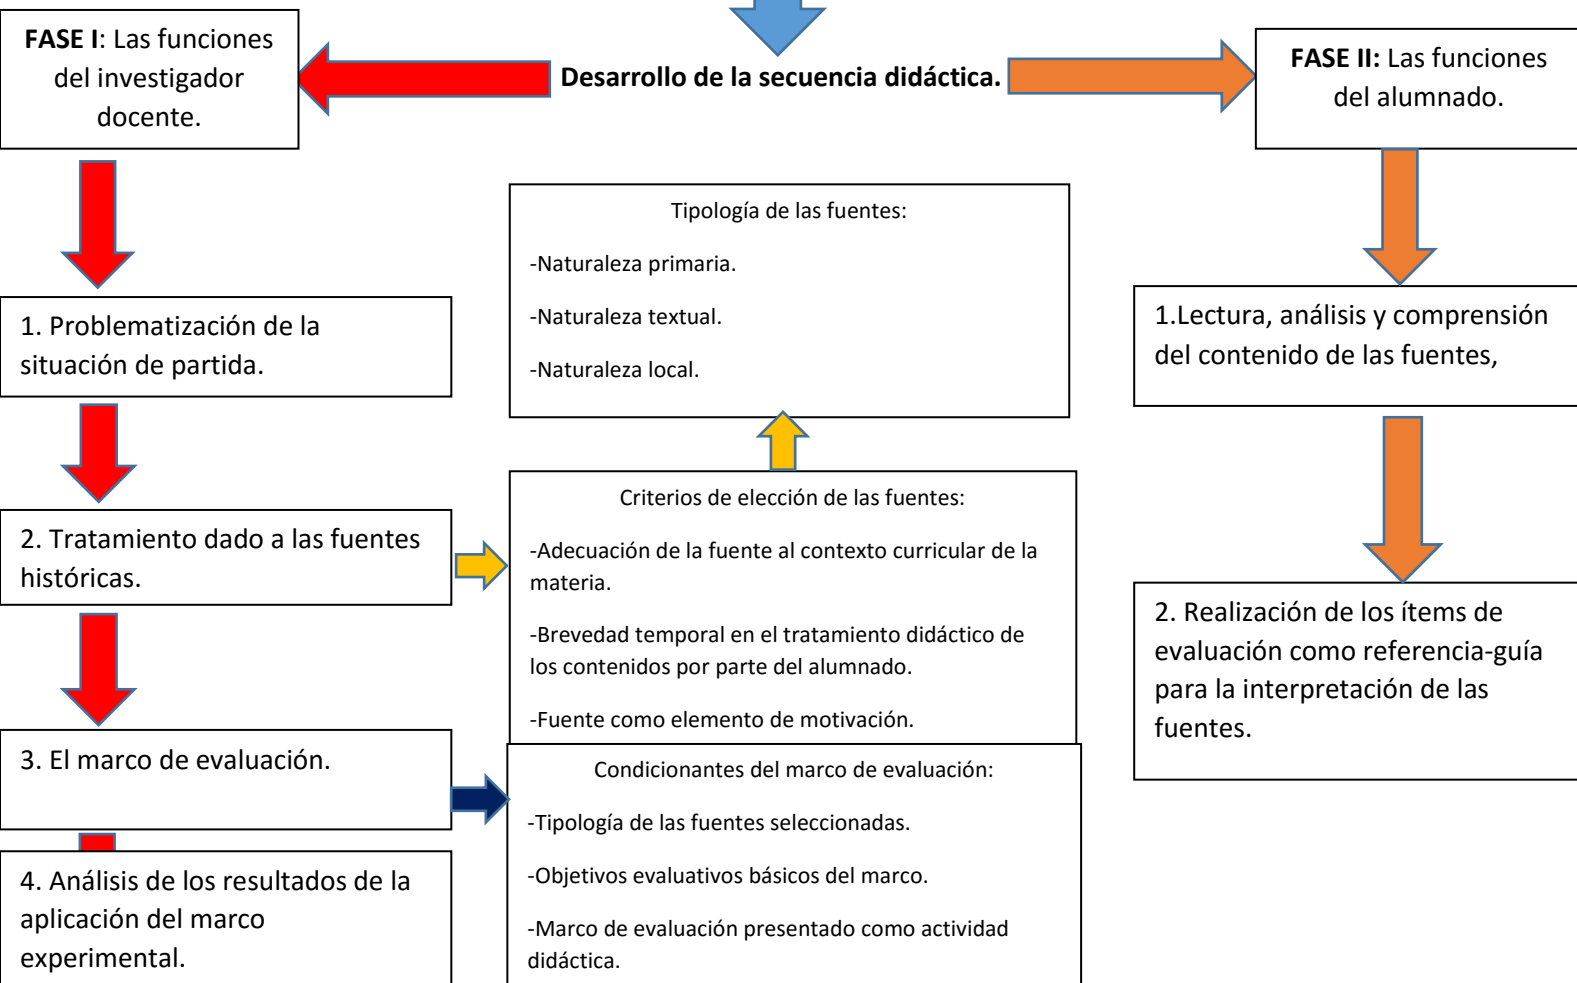 FASE I: Las funciones
del investigador
docente.
Desarrollo de la secuencia didáctica.
FASE II: Las funciones
del alumnado.
1. Problematización de la
situación de partida.
2. Tratamiento dado a las fuentes
históricas.
3. El marco de evaluación.
4. Análisis de los resultados de la
aplicación del marco
experimental.
Tipología de las fuentes:
-Naturaleza primaria.
-Naturaleza textual.
-Naturaleza local.
Criterios de elección de las fuentes:
-Adecuación de la fuente al contexto curricular de la
materia.
-Brevedad temporal en el tratamiento didáctico de
los contenidos por parte del alumnado.
-Fuente como elemento de motivación.
Condicionantes del marco de evaluación:
-Tipología de las fuentes seleccionadas.
-Objetivos evaluativos básicos del marco.
-Marco de evaluación presentado como actividad
didáctica.
1.Lectura, análisis y comprensión
del contenido de las fuentes,
2. Realización de los ítems de
evaluación como referencia-guía
para la interpretación de las
fuentes.